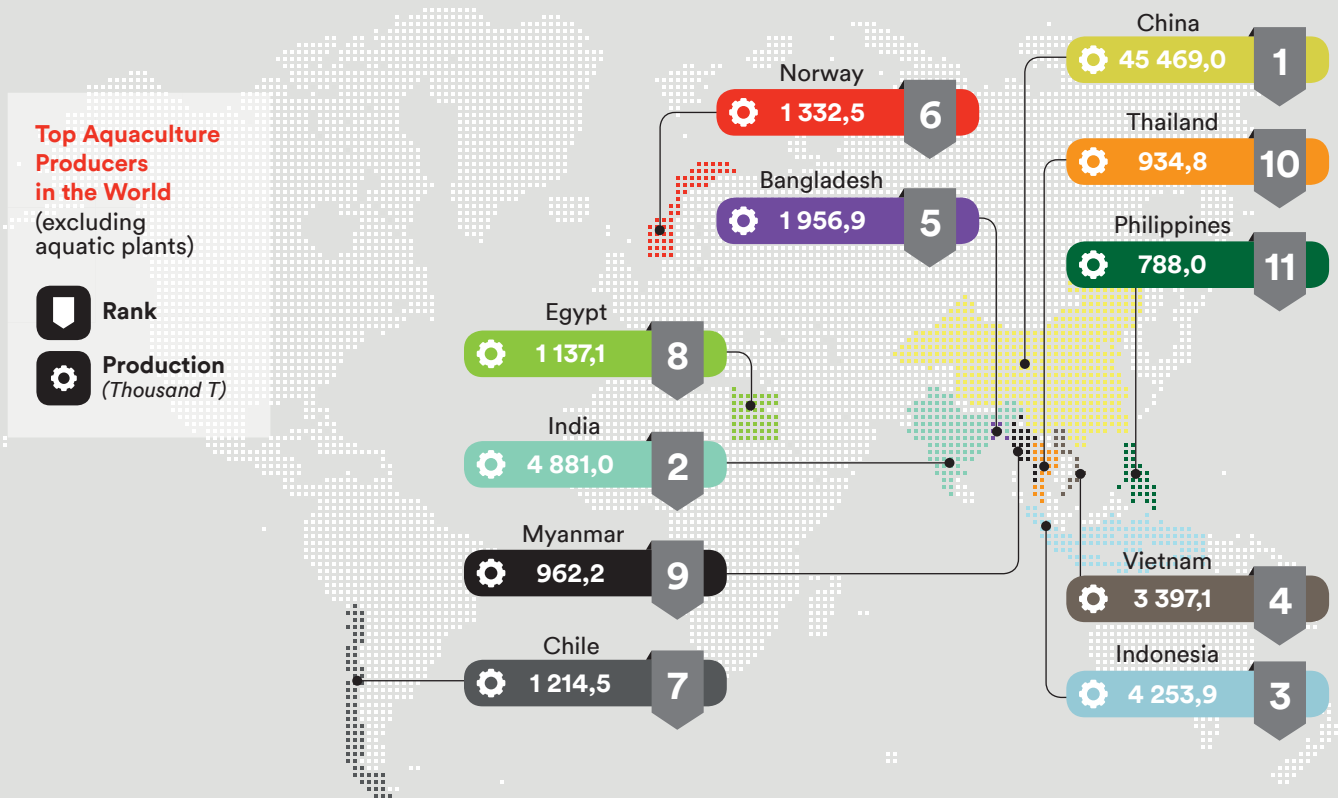 Top Aquaculture
Producers
in the World
(excluding
aquatic plants)
Rank
Production
(Thousand T)
Norway
1 332,5
6
Bangladesh
1 956,9
5
Egypt
1 137,1
8
India
4 881,0
2
Myanmar
962,2
9
Chile
1 214,5
7
China
45 469,0
1
Thailand
934,8
10
Philippines
788,0
11
Vietnam
3 397,1
4
Indonesia
4 253,9
3